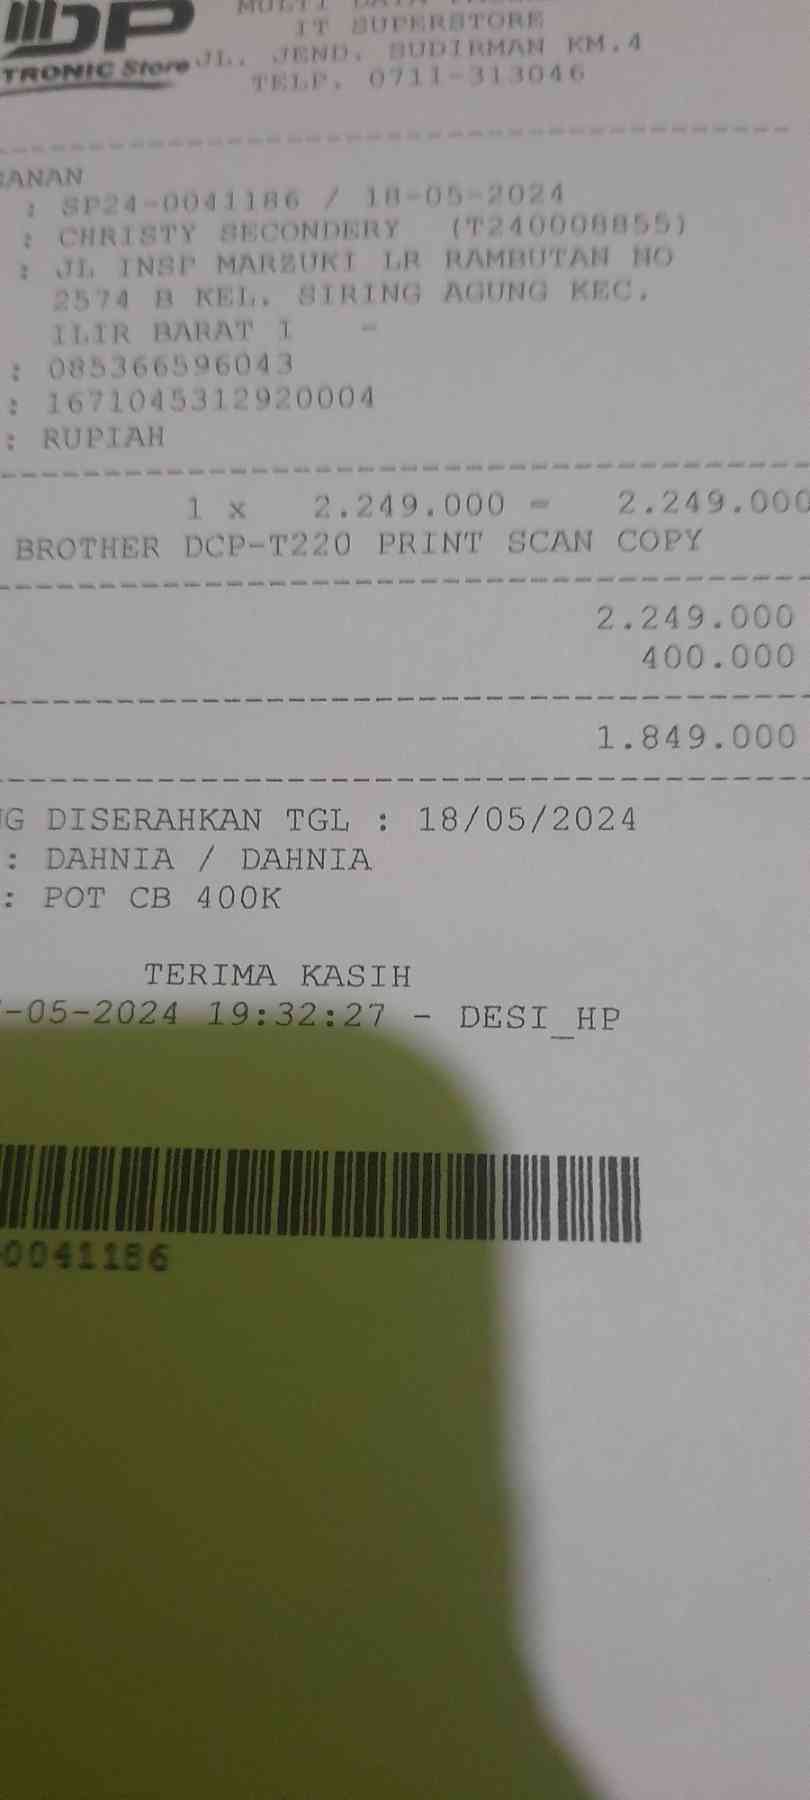 MDP
TRONIC Store
MULTI DATA
IT SUPERSTORE
JL. JEND. SUDIRMAN KM.4
TELP. 0711-313046
SANAN
: SP24-0041186 / 18-05-2024
: CHRISTY SECONDERY (T240008855)
: JL INSP MARZUKI LR RAMBUTAN NO
2574 B KEL. SIRING AGUNG KEC.
ILIR BARAT I -
: 085366596043
: 1671045312920004
: RUPIAH
1 x 2.249.000 = 2.249.000
BROTHER DCP-T220 PRINT SCAN COPY
2.249.000
400.000
1.849.000
G DISERAHKAN TGL : 18/05/2024
: DAHNIA / DAHNIA
: POT CB 400K
TERIMA KASIH
-05-2024 19:32:27 - DESI_HP
0041186